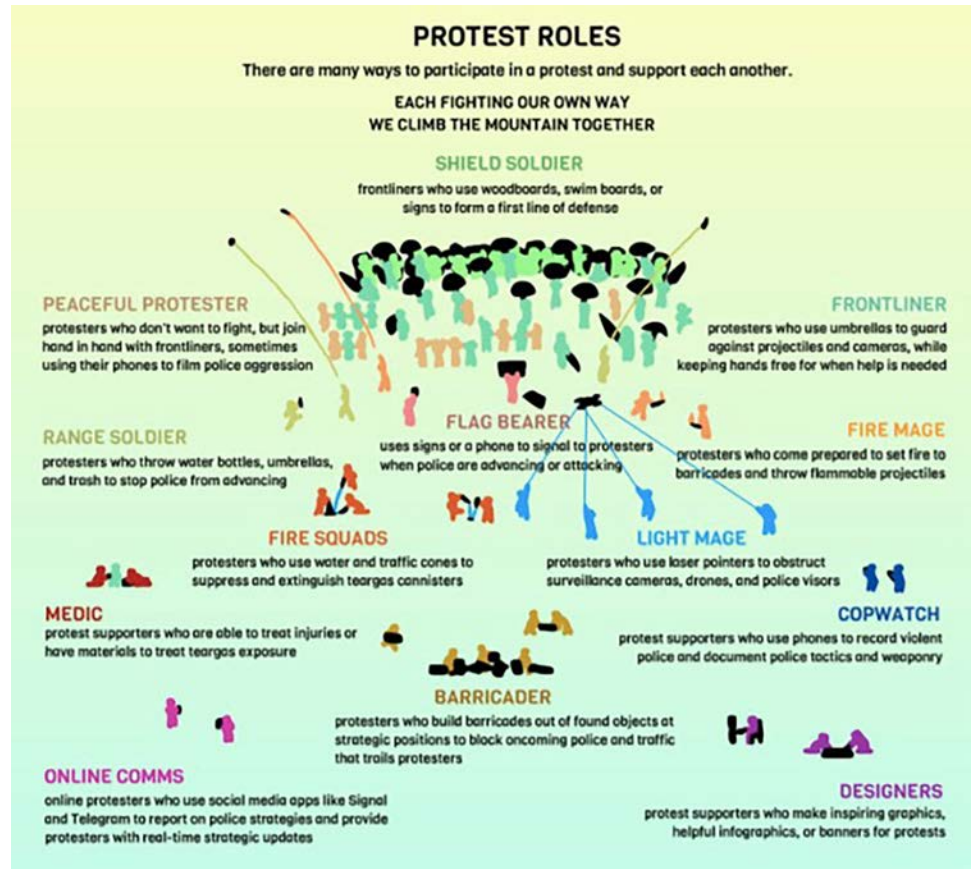 PROTEST ROLES
There are many ways to participate in a protest and support each another.
EACH FIGHTING OUR OWN WAY
WE CLIMB THE MOUNTAIN TOGETHER
SHIELD SOLDIER
frontliners who use woodboards, swim boards, or
signs to form a first line of defense
PEACEFUL PROTESTER
protesters who don't want to fight, but join
hand in hand with frontliners, sometimes
using their phones to film police aggression
FRONTLINER
protesters who use umbrellas to guard
against projectiles and cameras, while
keeping hands free for when help is needed
RANGE SOLDIER
protesters who throw water bottles, umbrellas,
and trash to stop police from advancing
FLAG BEARER
uses signs or a phone to signal to protesters
when police are advancing or attacking
FIRE MAGE
protesters who come prepared to set fire to
barricades and throw flammable projectiles
FIRE SQUADS
protesters who use water and traffic cones to
suppress and extinguish teargas cannisters
LIGHT MAGE
protesters who use laser pointers to obstruct
surveillance cameras, drones, and police visors
MEDIC
protest supporters who are able to treat injuries or
have materials to treat teargas exposure
COPWATCH
protest supporters who use phones to record violent
police and document police tactics and weaponry
BARRICADER
protesters who build barricades out of found objects at
strategic positions to block oncoming police and traffic
that trails protesters
ONLINE COMMS
online protesters who use social media apps like Signal
and Telegram to report on police strategies and provide
protesters with real-time strategic updates
DESIGNERS
protest supporters who make inspiring graphics,
helpful infographics, or banners for protests